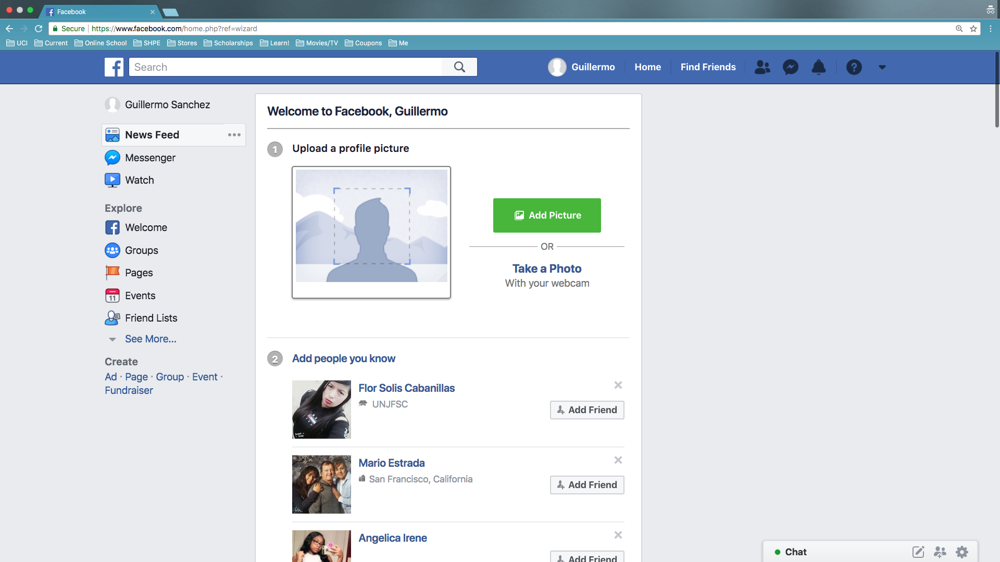 Facebook
Secure https://www.facebook.com/home.php?ref=wizard
UCI Current Online School SHPE Stores Scholarships Learn! Movies/TV Coupons Me
Search
Guillermo Home Find Friends
Guillermo Sanchez
News Feed
Messenger
Watch
Explore
Welcome
Groups
Pages
11
Events
Friend Lists
See More...
Create
Ad · Page · Group · Event ·
Fundraiser
Welcome to Facebook, Guillermo
1 Upload a profile picture
Add Picture
OR
Take a Photo
With your webcam
2 Add people you know
Flor Solis Cabanillas
UNJFSC
Add Friend
Mario Estrada
San Francisco, California
Add Friend
Angelica Irene
Add Friend
Chat